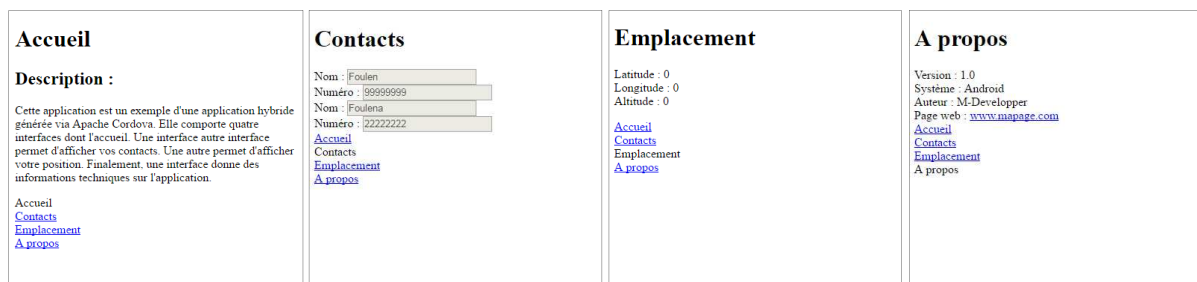 Accueil
Description :
Cette application est un exemple d'une application hybride
générée via Apache Cordova. Elle comporte quatre
interfaces dont l'accueil. Une interface autre interface
permet d'afficher vos contacts. Une autre permet d'afficher
votre position. Finalement, une interface donne des
informations techniques sur l'application.
Accueil
Contacts
Emplacement
A propos
Contacts
Nom : Foulen
Numéro : 99999999
Nom : Foulena
Numéro : 22222222
Accueil
Contacts
Emplacement
A propos
Emplacement
Latitude : 0
Longitude : 0
Altitude : 0
Accueil
Contacts
Emplacement
A propos
A propos
Version : 1.0
Système : Android
Auteur : M-Developper
Page web : www.mapage.com
Accueil
Contacts
Emplacement
A propos